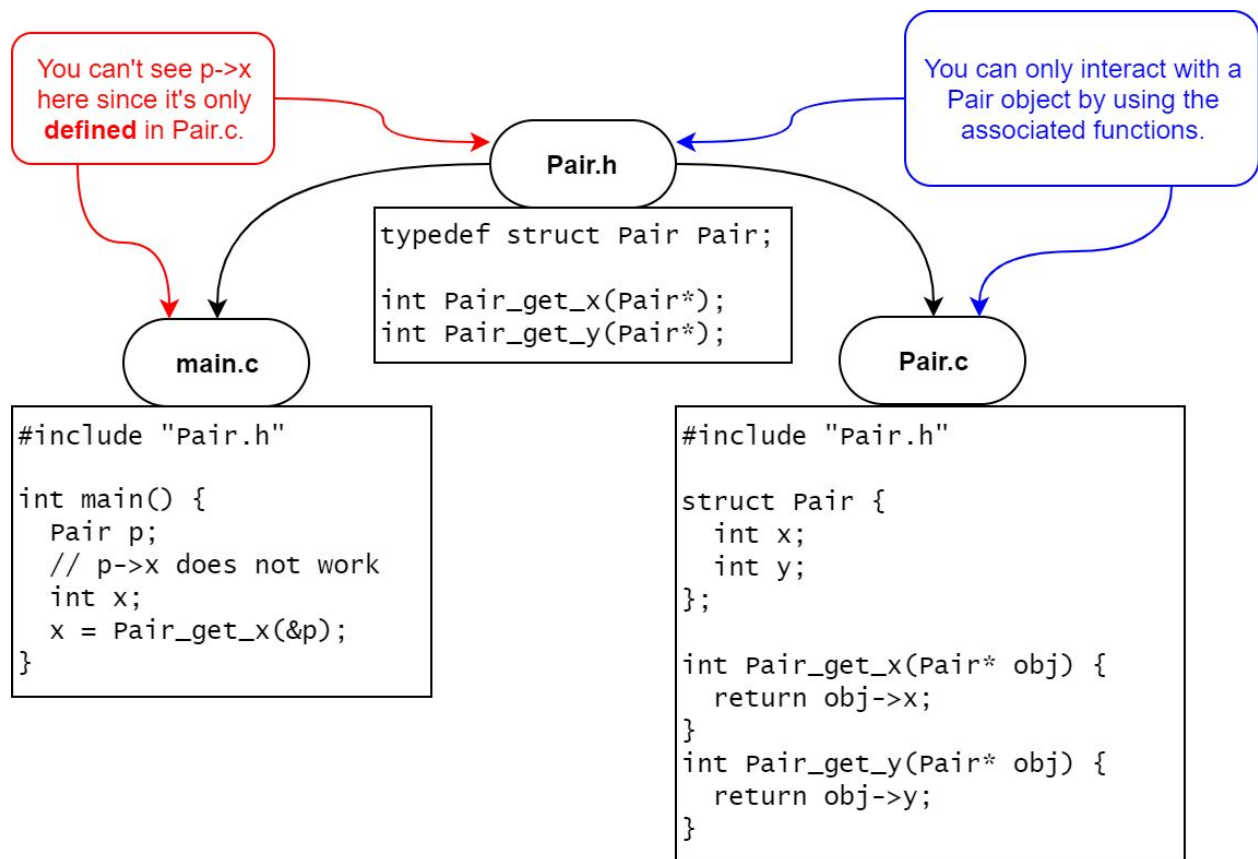 You can't see p->x
here since it's only
defined in Pair.c.
You can only interact with a
Pair object by using the
associated functions.
Pair.h
typedef struct Pair Pair;
int Pair_get_x(Pair*);
int Pair_get_y(Pair*);
main.c
#include "Pair.h"
int main() {
  Pair p;
  // p->x does not work
  int x;
  x = Pair_get_x(&p);
}
Pair.c
#include "Pair.h"
struct Pair {
  int x;
  int y;
};
int Pair_get_x(Pair* obj) {
  return obj->x;
}
int Pair_get_y(Pair* obj) {
  return obj->y;
}